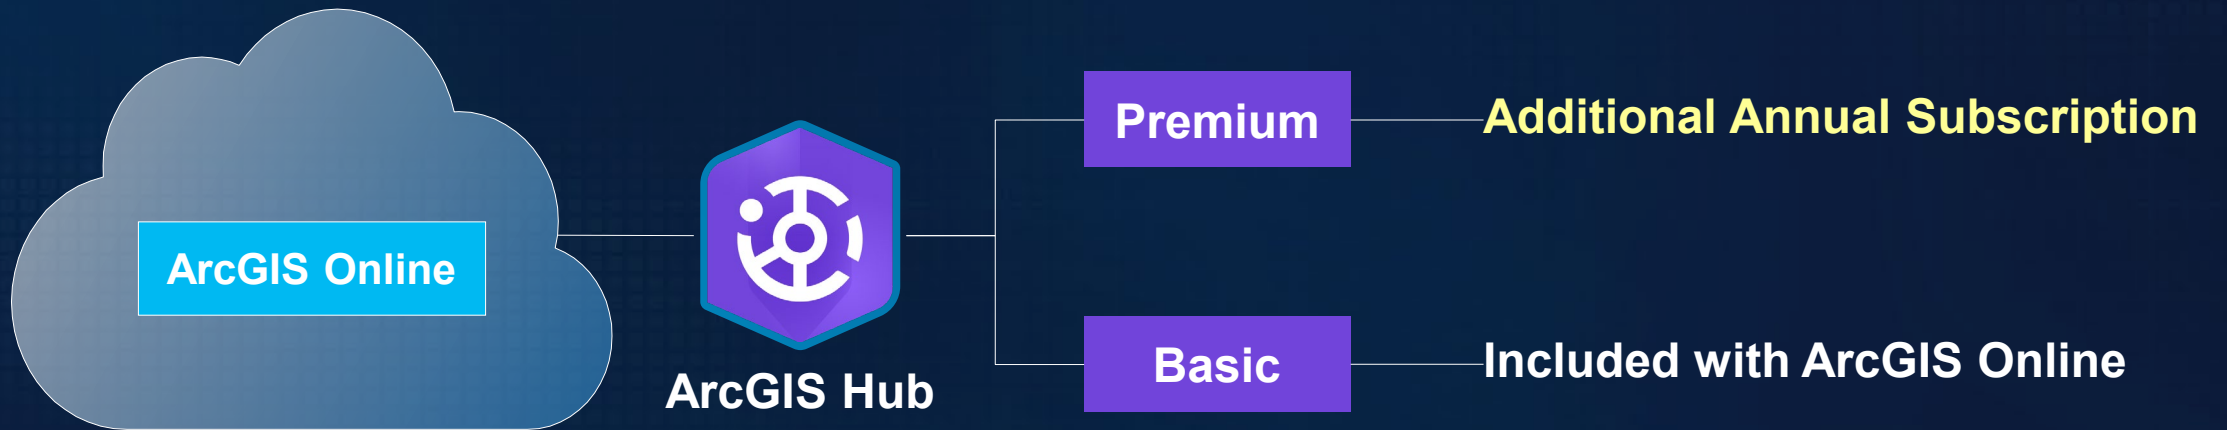 ArcGIS Online
ArcGIS Hub
Premium
Additional Annual Subscription
Basic
Included with ArcGIS Online